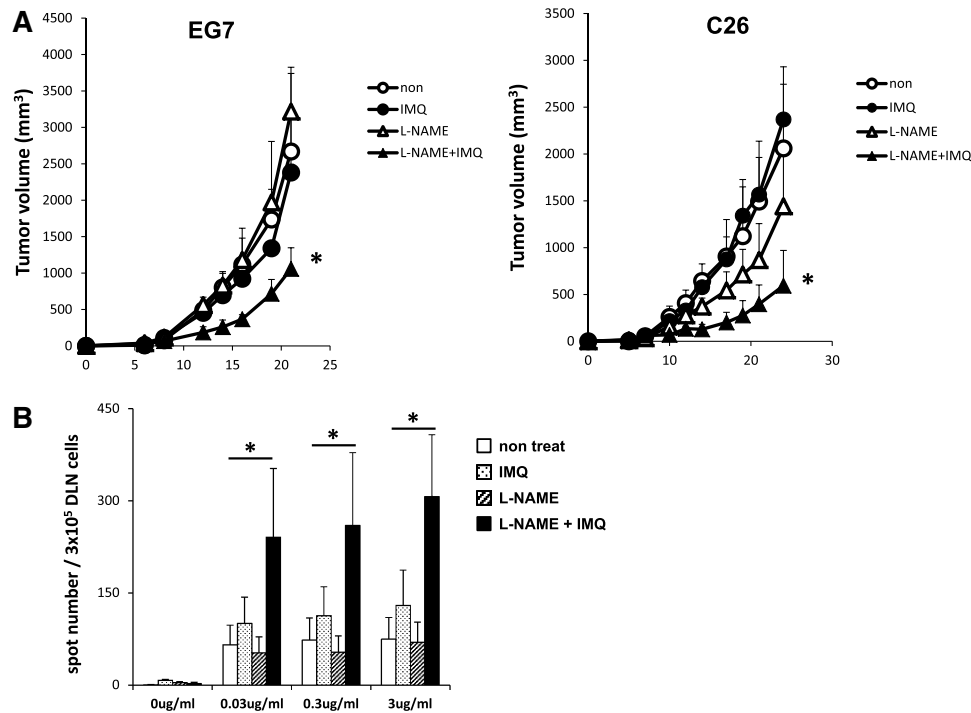 A
EG7
C26
Tumor volume (mm³)
4500
4000
3500
3000
2500
2000
1500
1000
500
0
0
5
10
15
20
25
non
IMQ
L-NAME
L-NAME+IMQ
*
Tumor volume (mm³)
3500
3000
2500
2000
1500
1000
500
0
0
10
20
30
non
IMQ
L-NAME
L-NAME+IMQ
*
B
spot number / 3x10⁵ DLN cells
450
300
150
0
*
*
*
0ug/ml
0.03ug/ml
0.3ug/ml
3ug/ml
non treat
IMQ
L-NAME
L-NAME + IMQ